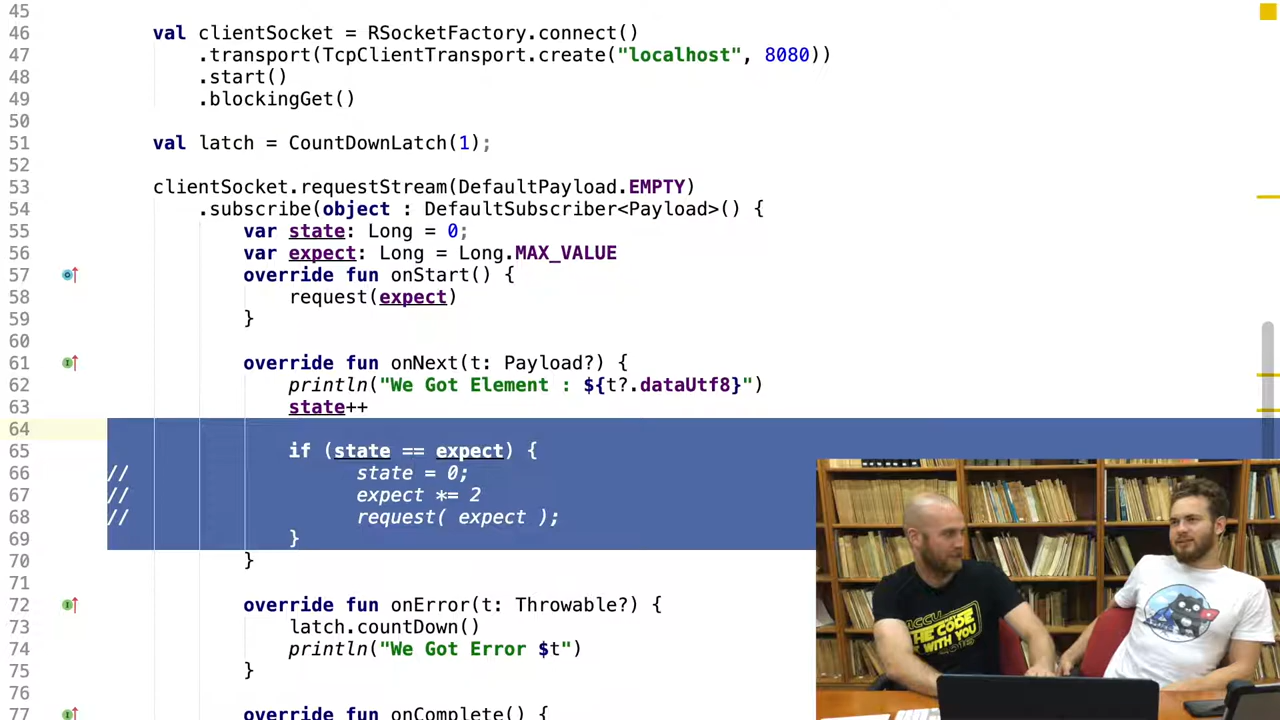 45
46 val clientSocket = RSocketFactory.connect()
47 .transport(TcpClientTransport.create("localhost", 8080))
48 .start()
49 .blockingGet()
50
51 val latch = CountDownLatch(1);
52
53 clientSocket.requestStream(DefaultPayload.EMPTY)
54 .subscribe(object : DefaultSubscriber<Payload>() {
55 var state: Long = 0;
56 var expect: Long = Long.MAX_VALUE
57 override fun onStart() {
58 request(expect)
59 }
60
61 override fun onNext(t: Payload?) {
62 println("We Got Element : ${t?.dataUtf8}")
63 state++
64
65 if (state == expect) {
66 // state = 0;
67 // expect *= 2
68 // request( expect );
69 }
70 }
71
72 override fun onError(t: Throwable?) {
73 latch.countDown()
74 println("We Got Error $t")
75 }
76
77 override fun onComplete() {
ACCU
THE CODE
WITH YOU